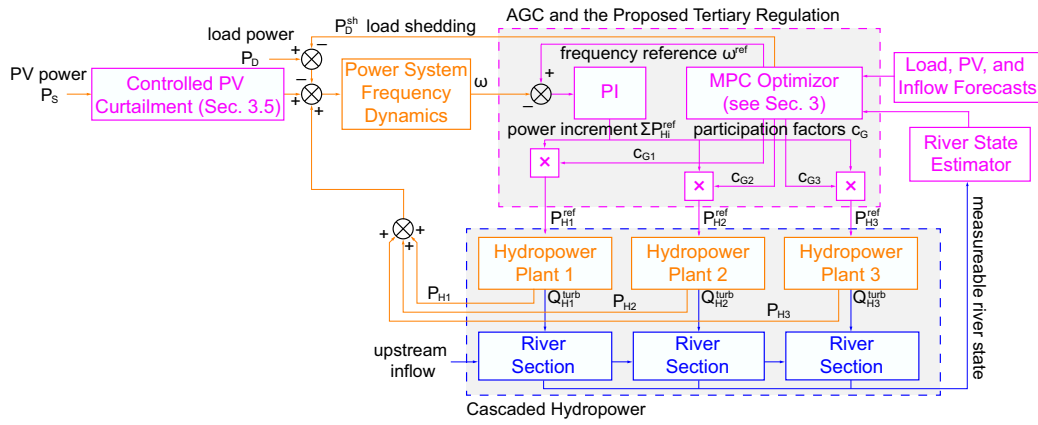 AGC and the Proposed Tertiary Regulation
P_D^sh load shedding
load power
P_D
PV power
P_S
Controlled PV
Curtailment (Sec. 3.5)
Power System
Frequency
Dynamics
ω
frequency reference ω^ref
PI
MPC Optimizor
(see Sec. 3)
Load, PV, and
Inflow Forecasts
River State
Estimator
power increment ΣP_Hi^ref
participation factors c_G
c_G1
c_G2
c_G3
P_H1^ref
P_H2^ref
P_H3^ref
Hydropower
Plant 1
Hydropower
Plant 2
Hydropower
Plant 3
P_H1
P_H2
P_H3
Q_H1^turb
Q_H2^turb
Q_H3^turb
upstream
inflow
River
Section
River
Section
River
Section
measureable river state
Cascaded Hydropower